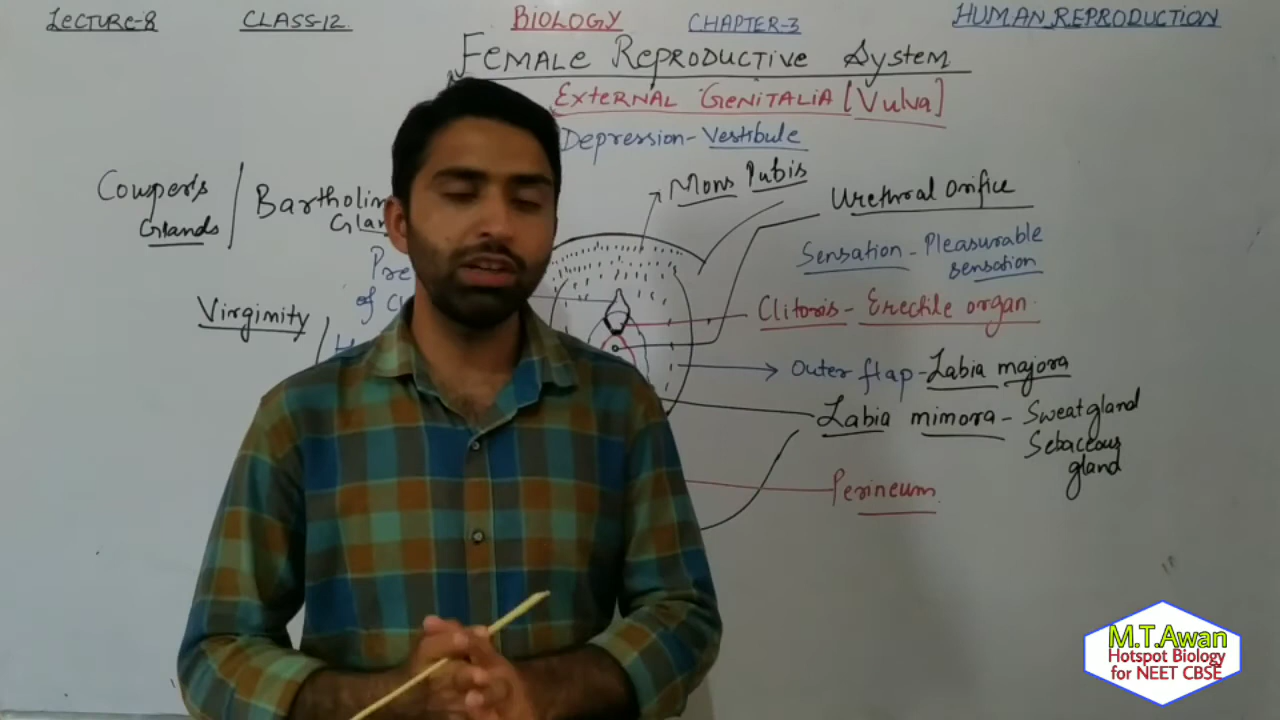 LECTURE-8 CLASS-12 BIOLOGY CHAPTER-3 HUMAN REPRODUCTION
FEMALE REPRODUCTIVE SYSTEM
EXTERNAL GENITALIA [Vulva]
Depression - Vestibule
Mons Pubis
Cowper's
Glands
Urethral orifice
Sensation - Pleasurable
sensation
of
Virgimity
Clitoris - Erectile organ
Outer flap - Labia majora
Labia mimora - Sweat gland
Sebaceous
gland
Perineum
M.T.Awan
Hotspot Biology
for NEET CBSE